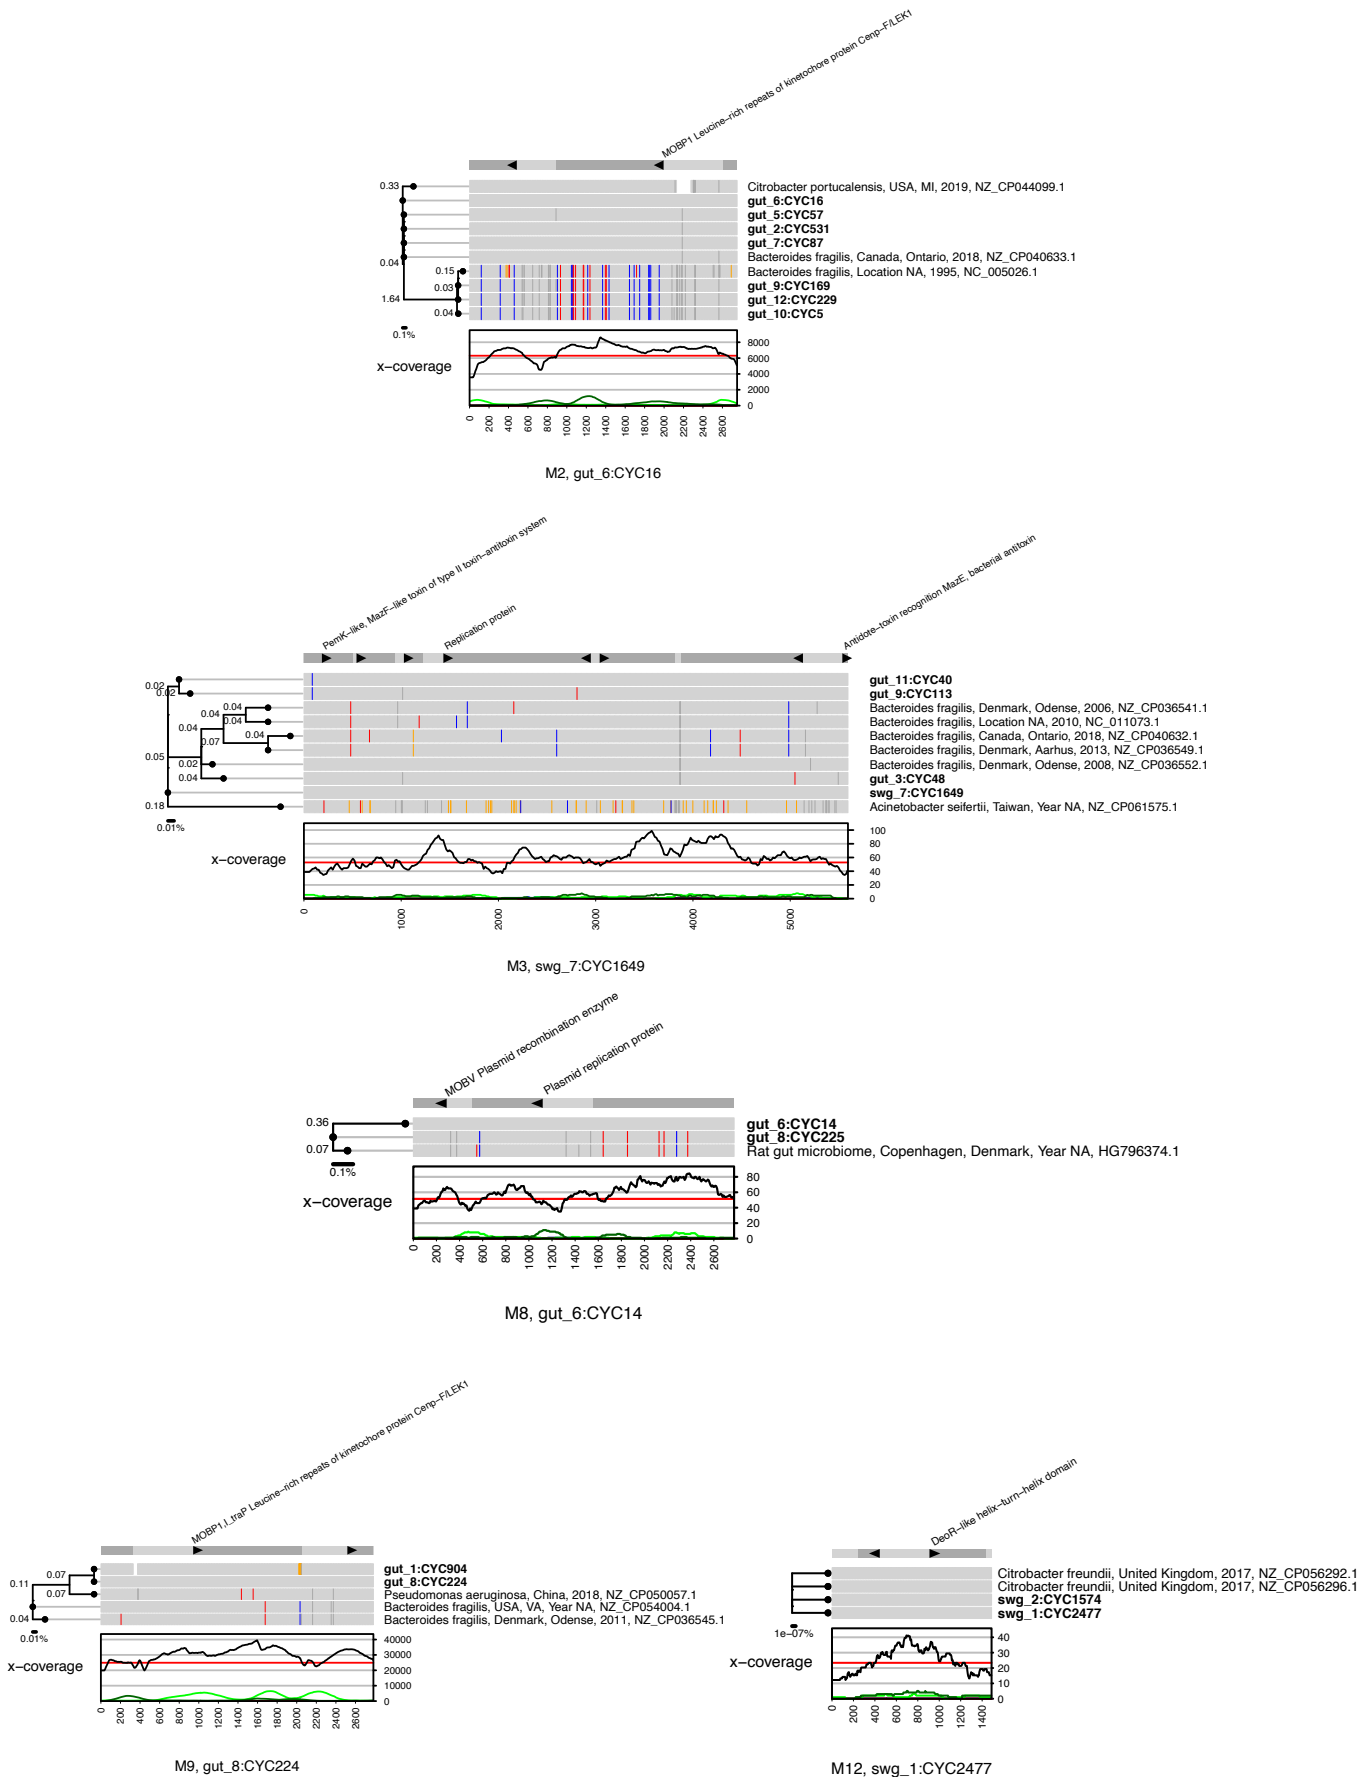 MOBP1 Leucine−rich repeats of kinetochore protein Cenp−F/LEK1
0.33
0.04
1.64
0.15
0.03
0.04
0.1%
Citrobacter portucalensis, USA, MI, 2019, NZ_CP044099.1
gut_6:CYC16
gut_5:CYC57
gut_2:CYC531
gut_7:CYC87
Bacteroides fragilis, Canada, Ontario, 2018, NZ_CP040633.1
Bacteroides fragilis, Location NA, 1995, NC_005026.1
gut_9:CYC169
gut_12:CYC229
gut_10:CYC5
x−coverage
8000
6000
4000
2000
0
0 200 400 600 800 1000 1200 1400 1600 1800 2000 2200 2400 2600
M2, gut_6:CYC16
PemK−like, MazF−like toxin of type II toxin−antitoxin system
Replication protein
Antidote−toxin recognition MazE, bacterial antitoxin
0.02
0.02
0.04
0.04
0.04
0.04
0.04
0.07
0.05
0.02
0.04
0.18
0.01%
gut_11:CYC40
gut_9:CYC113
Bacteroides fragilis, Denmark, Odense, 2006, NZ_CP036541.1
Bacteroides fragilis, Location NA, 2010, NC_011073.1
Bacteroides fragilis, Canada, Ontario, 2018, NZ_CP040632.1
Bacteroides fragilis, Denmark, Aarhus, 2013, NZ_CP036549.1
Bacteroides fragilis, Denmark, Odense, 2008, NZ_CP036552.1
gut_3:CYC48
swg_7:CYC1649
Acinetobacter seifertii, Taiwan, Year NA, NZ_CP061575.1
x−coverage
100
80
60
40
20
0
0 1000 2000 3000 4000 5000
M3, swg_7:CYC1649
MOBV Plasmid recombination enzyme
Plasmid replication protein
0.36
0.07
0.1%
gut_6:CYC14
gut_8:CYC225
Rat gut microbiome, Copenhagen, Denmark, Year NA, HG796374.1
x−coverage
80
60
40
20
0
0 200 400 600 800 1000 1200 1400 1600 1800 2000 2200 2400 2600
M8, gut_6:CYC14
MOBP1,I_traP Leucine−rich repeats of kinetochore protein Cenp−F/LEK1
0.07
0.11
0.07
0.04
0.01%
gut_1:CYC904
gut_8:CYC224
Pseudomonas aeruginosa, China, 2018, NZ_CP050057.1
Bacteroides fragilis, USA, VA, Year NA, NZ_CP054004.1
Bacteroides fragilis, Denmark, Odense, 2011, NZ_CP036545.1
x−coverage
40000
30000
20000
10000
0
0 200 400 600 800 1000 1200 1400 1600 1800 2000 2200 2400 2600
M9, gut_8:CYC224
DeoR−like helix−turn−helix domain
1e−07%
Citrobacter freundii, United Kingdom, 2017, NZ_CP056292.1
Citrobacter freundii, United Kingdom, 2017, NZ_CP056296.1
swg_2:CYC1574
swg_1:CYC2477
x−coverage
40
30
20
10
0
0 200 400 600 800 1000 1200 1400
M12, swg_1:CYC2477